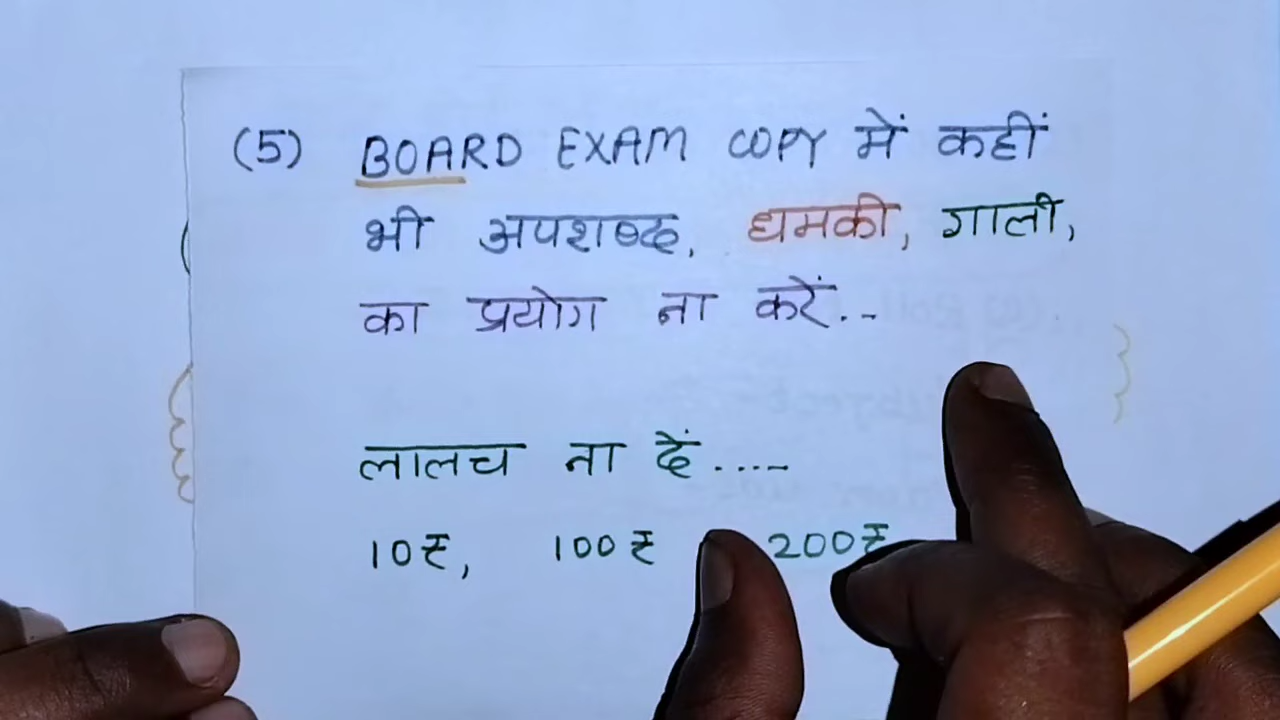 (5) BOARD EXAM COPY में कहीं
भी अपशब्द, धमकी, गाली,
का प्रयोग ना करें..
लालच ना दें.....
10₹, 100₹ 200₹